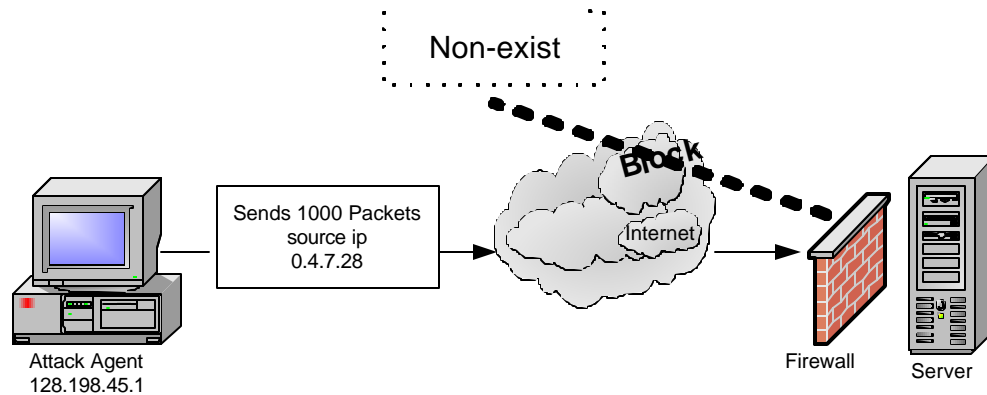 Non-exist
Block
Sends 1000 Packets
source ip
0.4.7.28
Internet
Attack Agent
128.198.45.1
Firewall
Server